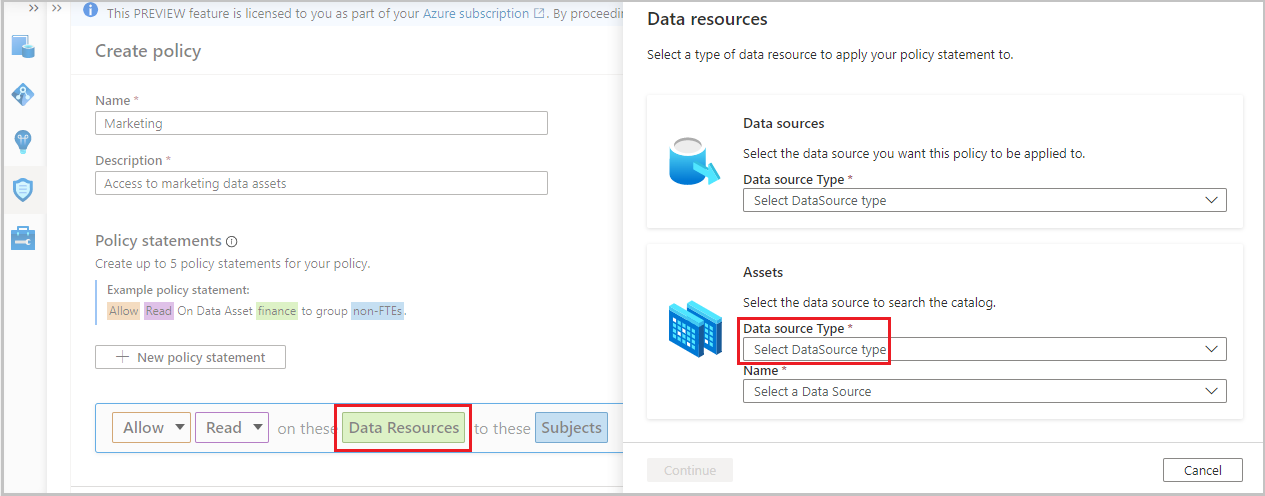 This PREVIEW feature is licensed to you as part of your Azure subscription. By proceedin
Create policy
Name *
Marketing
Description *
Access to marketing data assets
Policy statements
Create up to 5 policy statements for your policy.
Example policy statement:
Allow Read On Data Asset finance to group non-FTEs.
New policy statement
Allow Read on these Data Resources to these Subjects
Data resources
Select a type of data resource to apply your policy statement to.
Data sources
Select the data source you want this policy to be applied to.
Data source Type *
Select DataSource type
Assets
Select the data source to search the catalog.
Data source Type *
Select DataSource type
Name *
Select a Data Source
Continue
Cancel